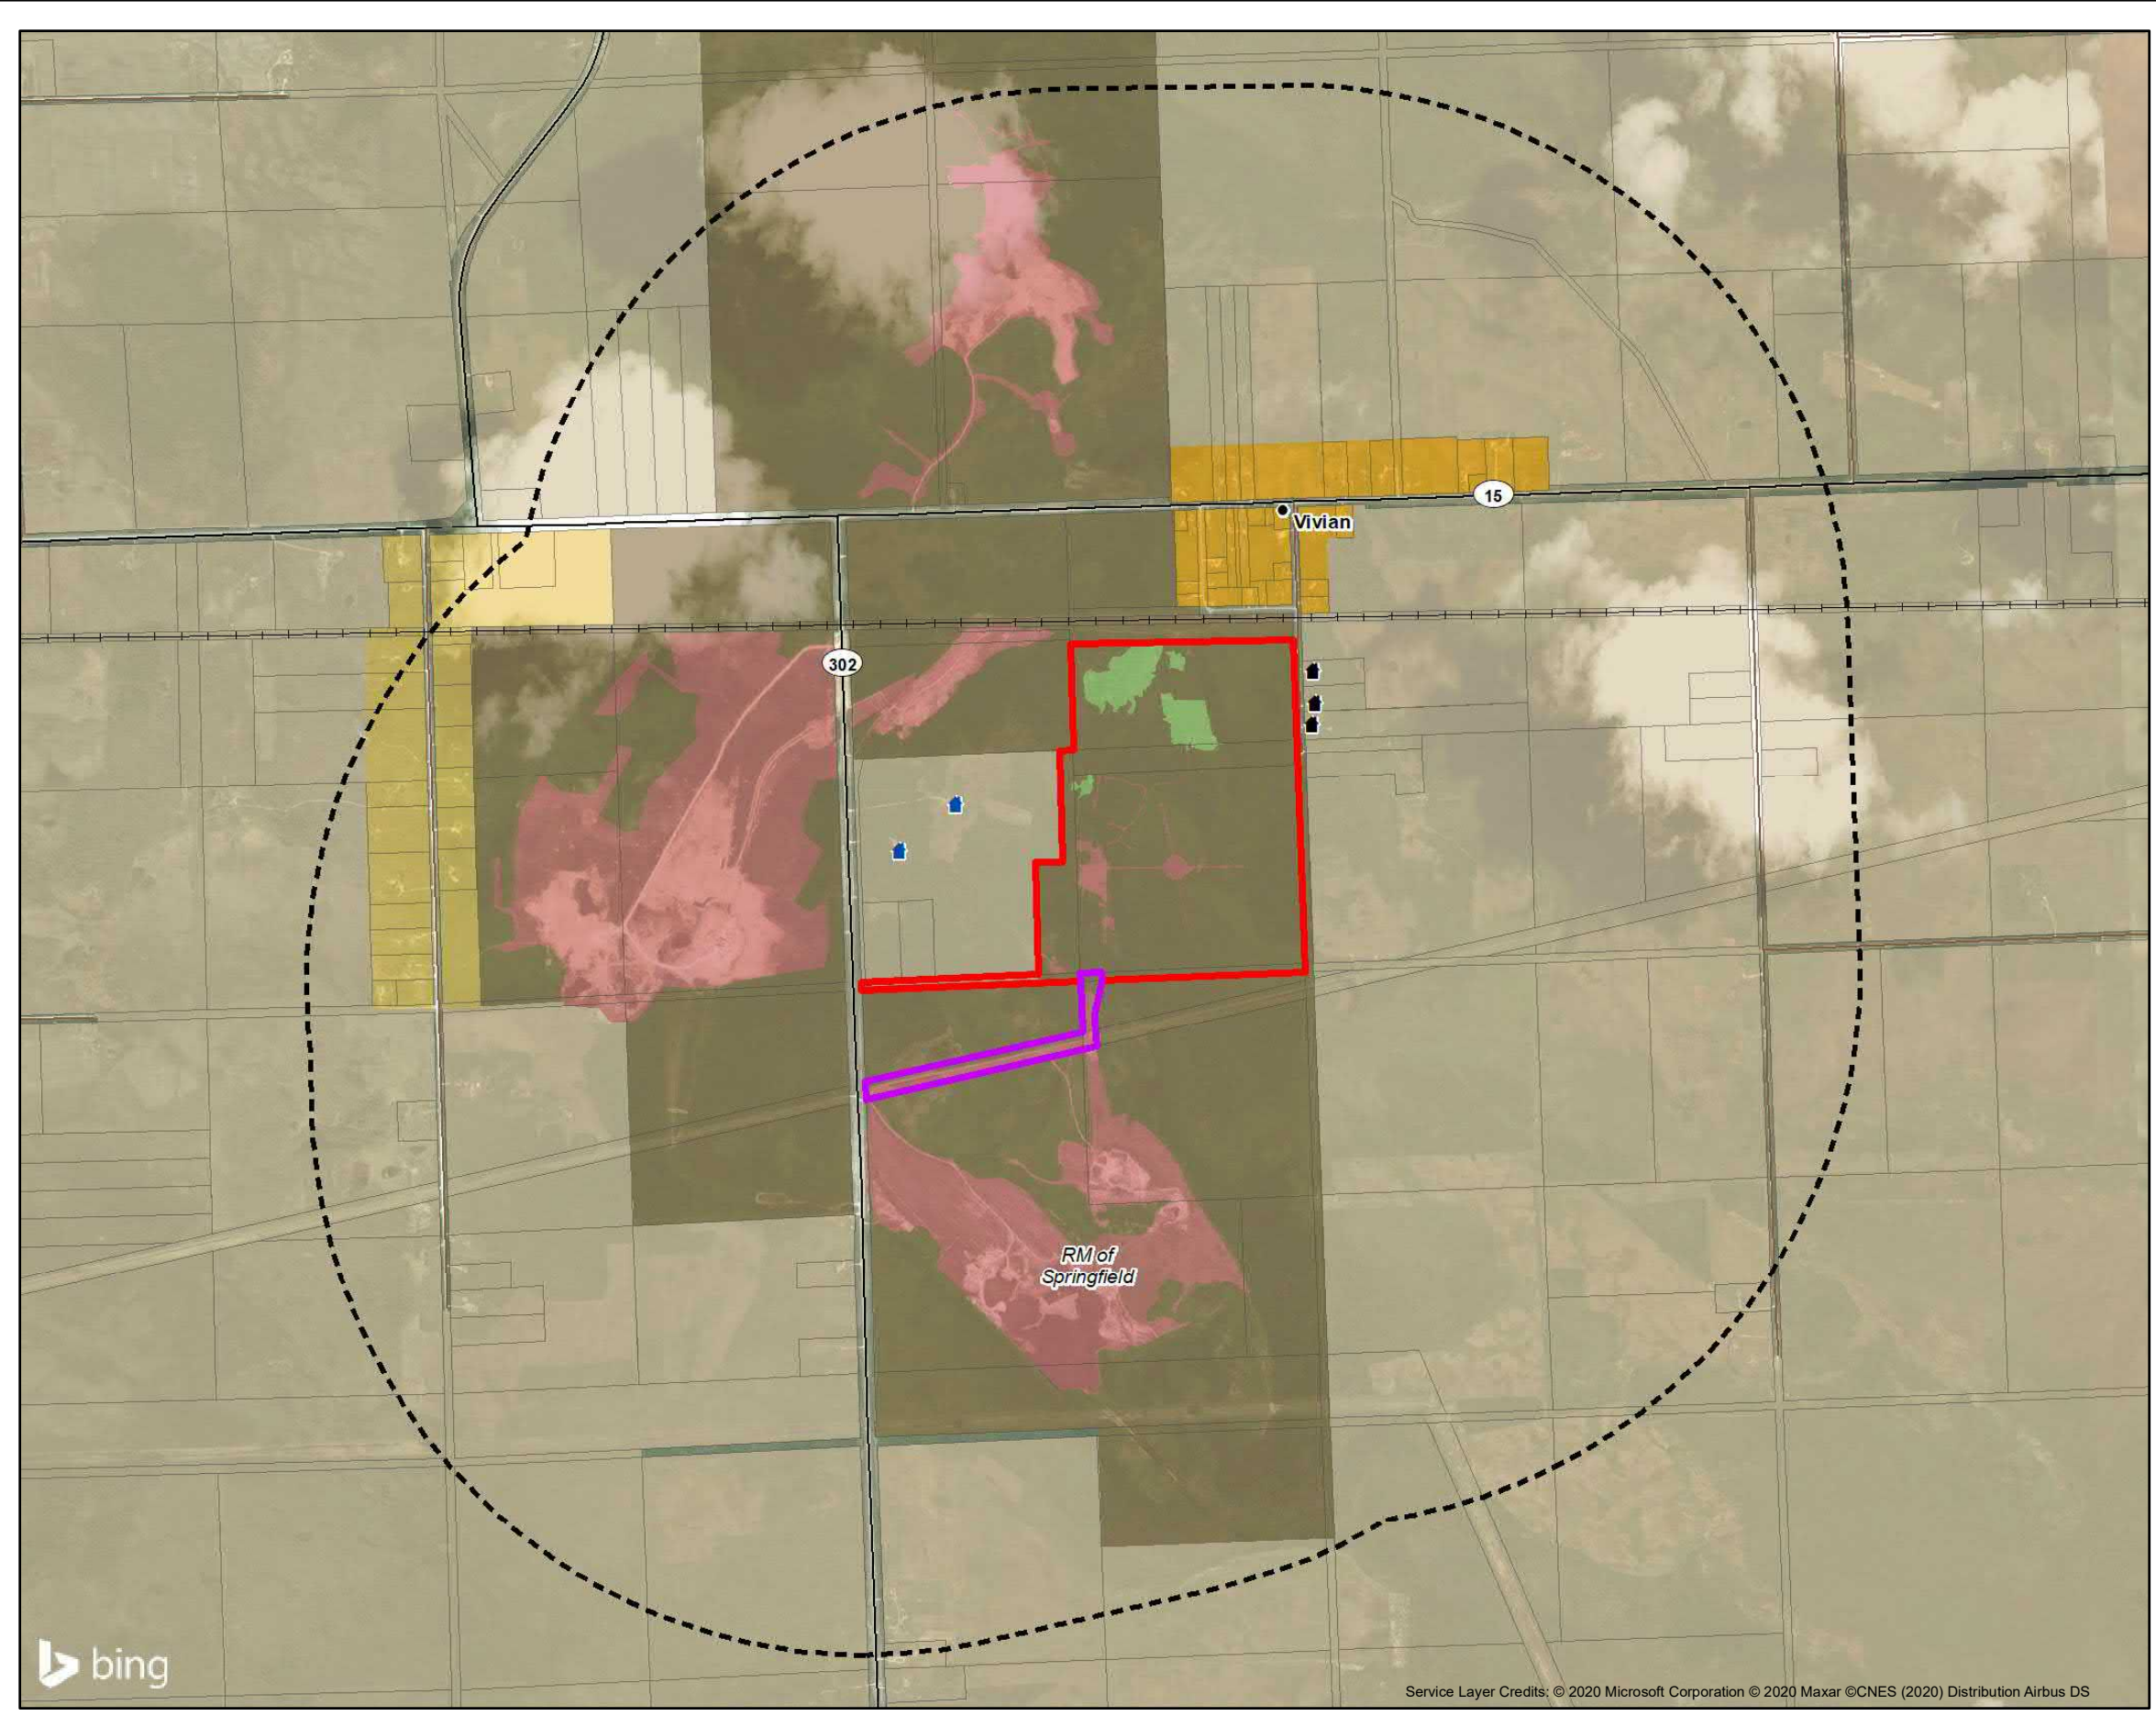 15
Vivian
302
RM of
Springfield
bing
Service Layer Credits: © 2020 Microsoft Corporation © 2020 Maxar ©CNES (2020) Distribution Airbus DS